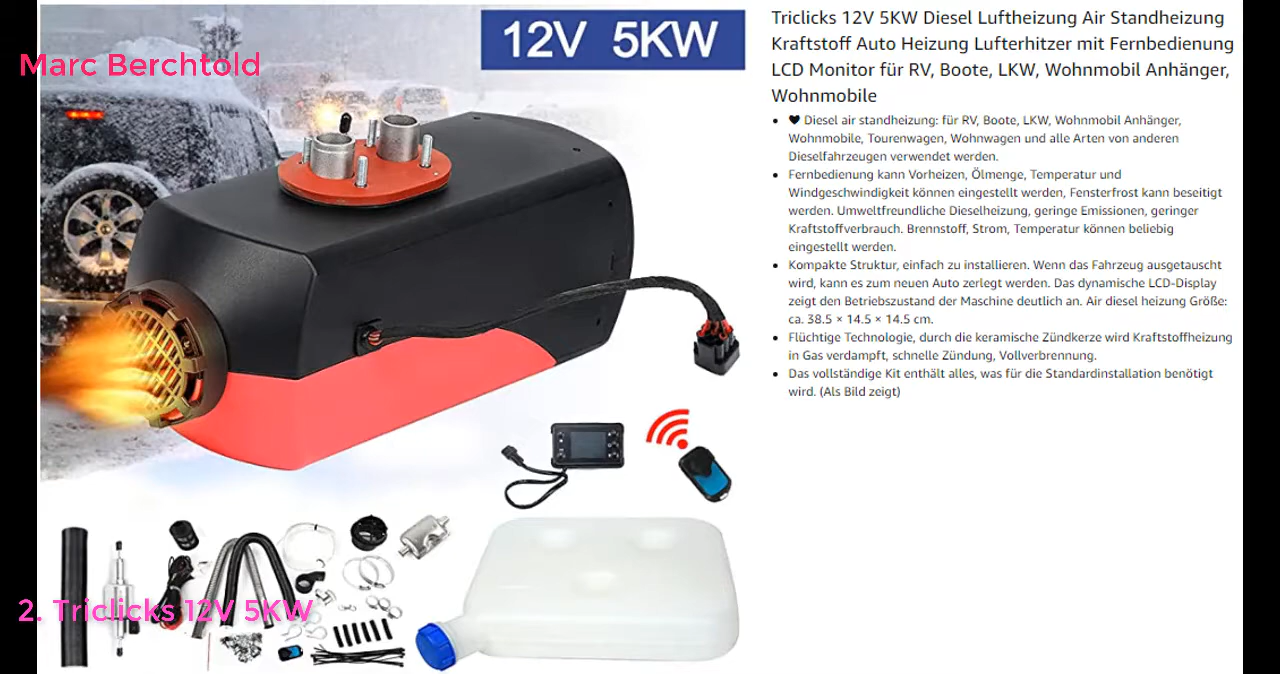 12V 5KW
Marc Berchtold
Triclicks 12V 5KW Diesel Luftheizung Air Standheizung
Kraftstoff Auto Heizung Lufterhitzer mit Fernbedienung
LCD Monitor für RV, Boote, LKW, Wohnmobil Anhänger,
Wohnmobile
• ♥ Diesel air standheizung: für RV, Boote, LKW, Wohnmobil Anhänger,
Wohnmobile, Tourenwagen, Wohnwagen und alle Arten von anderen
Dieselfahrzeugen verwendet werden.
• Fernbedienung kann Vorheizen, Ölmenge, Temperatur und
Windgeschwindigkeit können eingestellt werden, Fensterfrost kann beseitigt
werden. Umweltfreundliche Dieselheizung, geringe Emissionen, geringer
Kraftstoffverbrauch. Brennstoff, Strom, Temperatur können beliebig
eingestellt werden.
• Kompakte Struktur, einfach zu installieren. Wenn das Fahrzeug ausgetauscht
wird, kann es zum neuen Auto zerlegt werden. Das dynamische LCD-Display
zeigt den Betriebszustand der Maschine deutlich an. Air diesel heizung Größe:
ca. 38.5 × 14.5 × 14.5 cm.
• Flüchtige Technologie, durch die keramische Zündkerze wird Kraftstoffheizung
in Gas verdampft, schnelle Zündung, Vollverbrennung.
• Das vollständige Kit enthält alles, was für die Standardinstallation benötigt
wird. (Als Bild zeigt)
2. Triclicks 12V 5KW